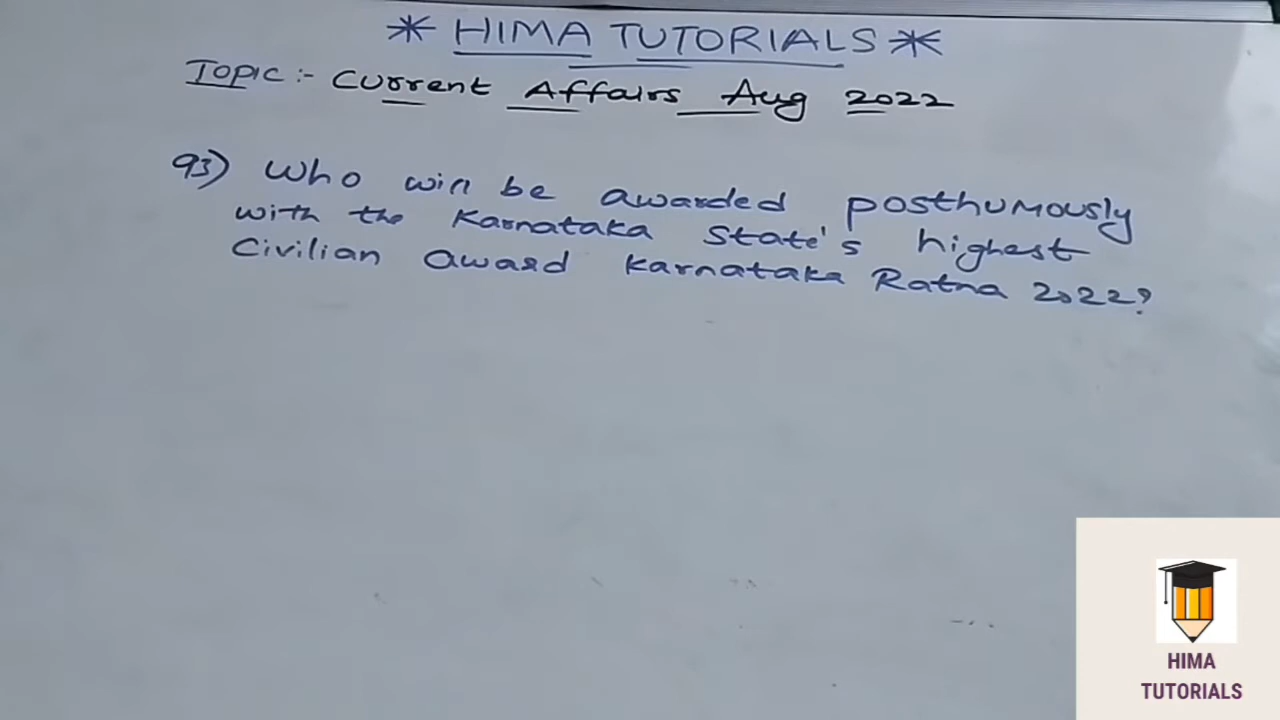 * HIMA TUTORIALS *
Topic :- Current Affairs Aug 2022
93) Who will be awarded posthumously
with the Karnataka State's highest
Civilian award Karnataka Ratna 2022?
HIMA
TUTORIALS